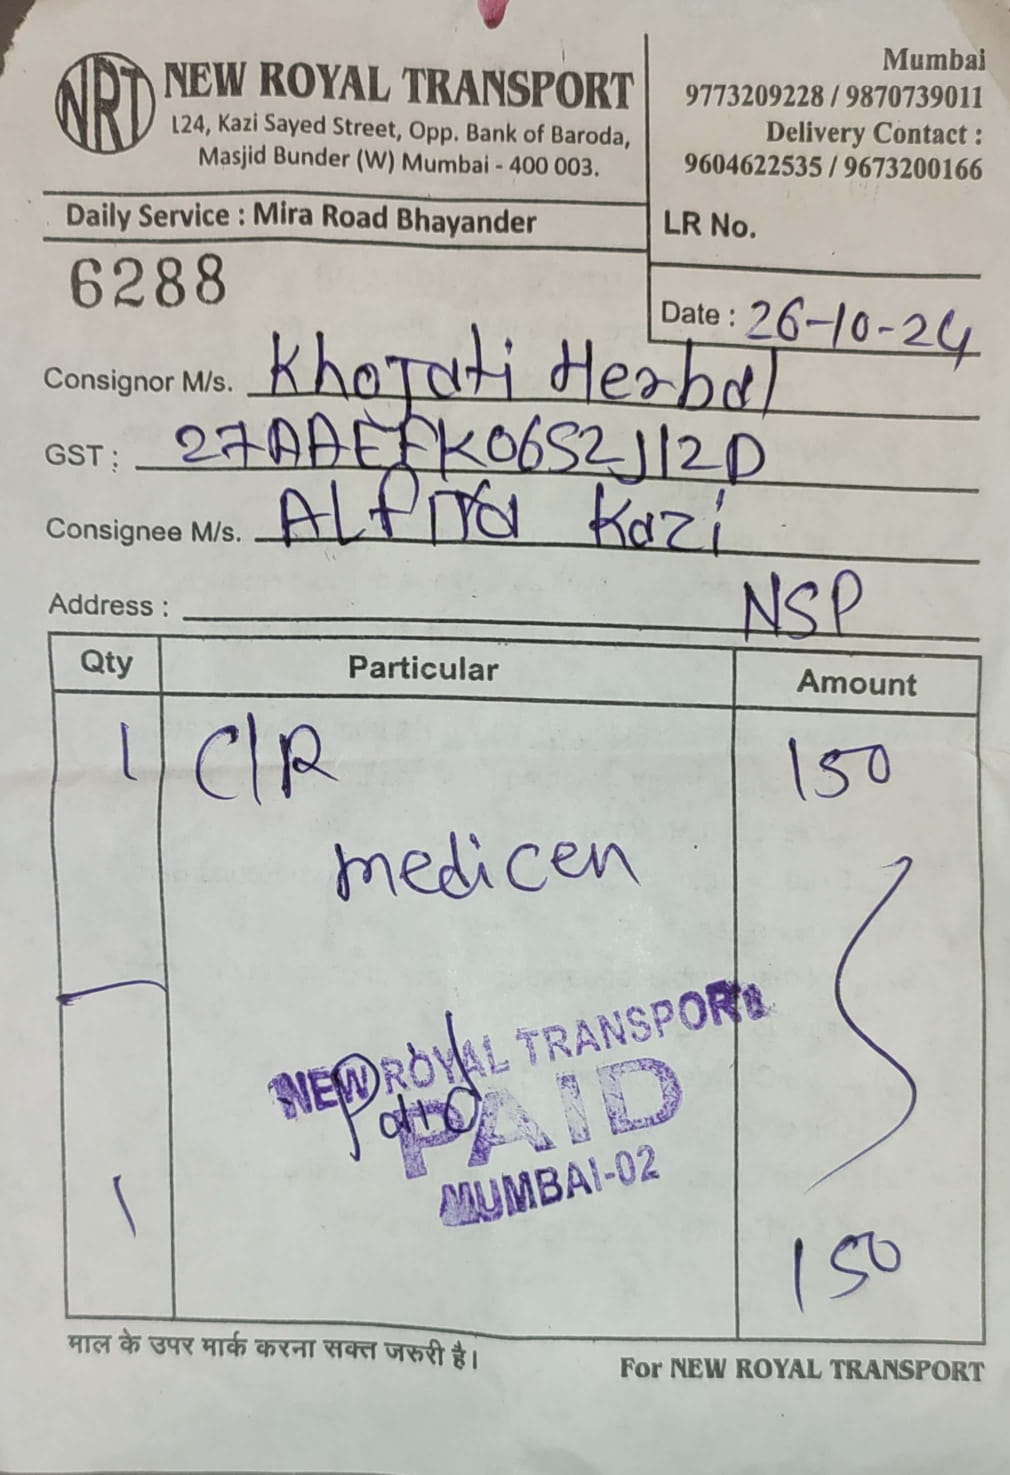 NRT NEW ROYAL TRANSPORT
124, Kazi Sayed Street, Opp. Bank of Baroda,
Masjid Bunder (W) Mumbai - 400 003.
Mumbai
9773209228 / 9870739011
Delivery Contact :
9604622535 / 9673200166
Daily Service : Mira Road Bhayander
LR No.
6288
Date : 26-10-24
Consignor M/s. Khojati Herbal
GST : 27AAEFK0652J1ZD
Consignee M/s. Kazi
Address : NSP
Qty Particular Amount
1 C/R 150
medicen
NEW ROYAL TRANSPORT
Paid
PAID
MUMBAI-02
1 150
माल के उपर मार्क करना सक्त जरुरी है।
For NEW ROYAL TRANSPORT